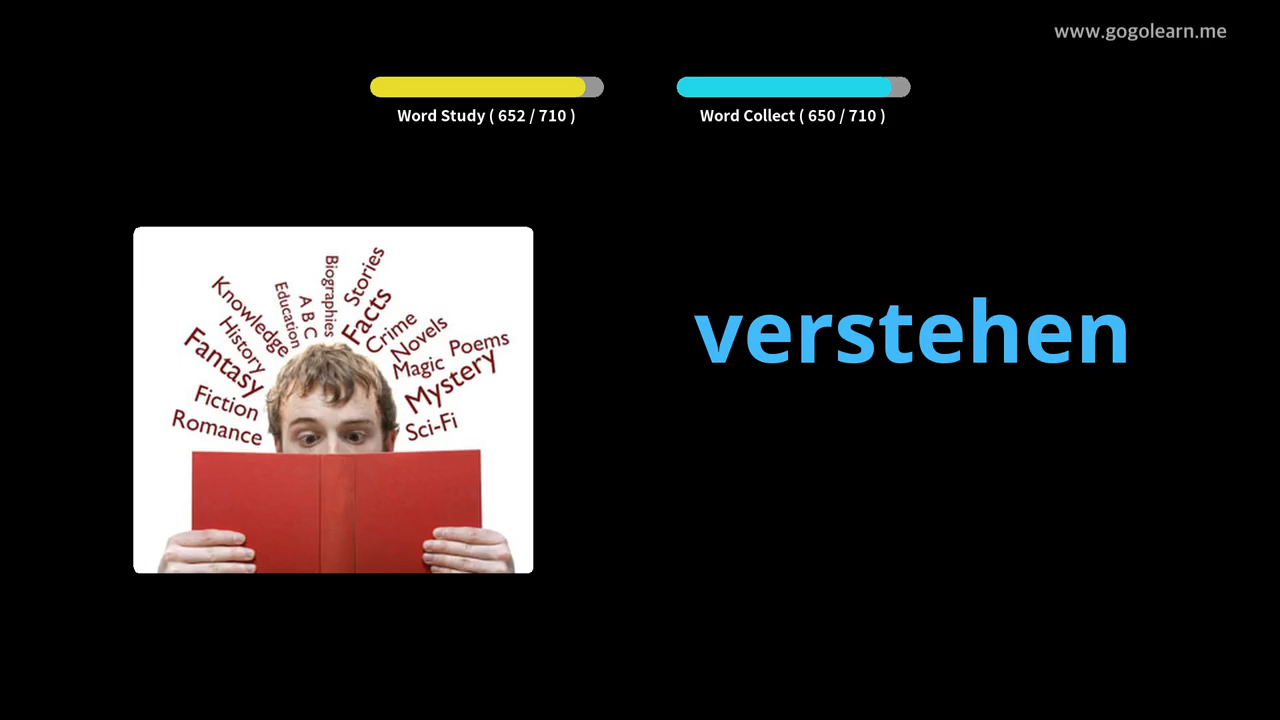 www.gogolearn.me
Word Study ( 652 / 710 )
Word Collect ( 650 / 710 )
Knowledge
Education
A B C
Biographies
Stories
Facts
Crime
Novels
Poems
Magic
Mystery
Sci-Fi
History
Fantasy
Fiction
Romance
verstehen